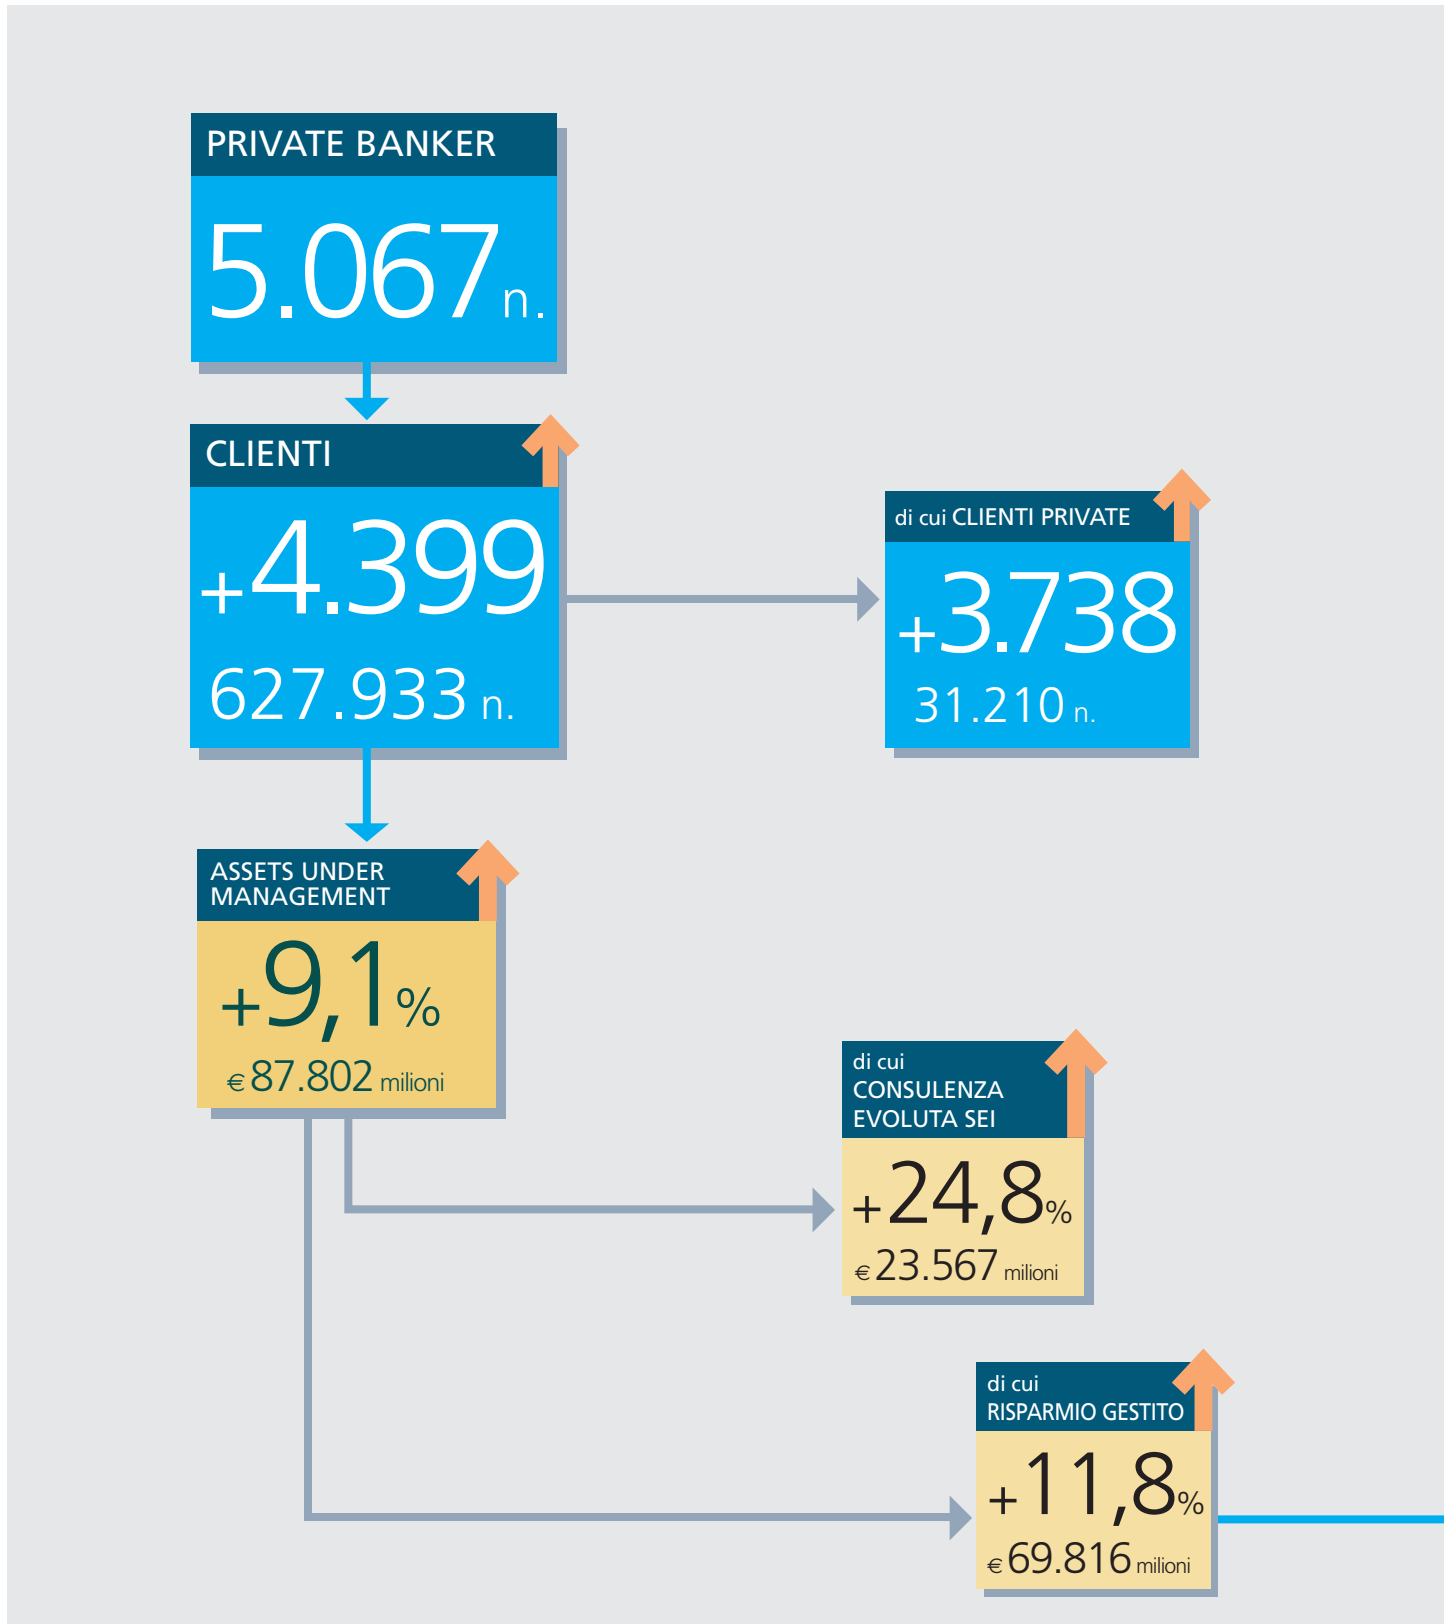 PRIVATE BANKER
5.067 n.
CLIENTI
+4.399
627.933 n.
di cui CLIENTI PRIVATE
+3.738
31.210 n.
ASSETS UNDER
MANAGEMENT
+9,1%
€ 87.802 milioni
di cui
CONSULENZA
EVOLUTA SEI
+24,8%
€ 23.567 milioni
di cui
RISPARMIO GESTITO
+11,8%
€ 69.816 milioni